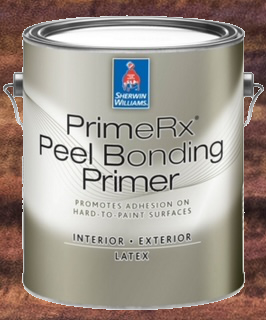 SHERWIN
WILLIAMS.
PrimeRx®
Peel Bonding
Primer
PROMOTES ADHESION ON
HARD-TO-PAINT SURFACES
INTERIOR • EXTERIOR
LATEX